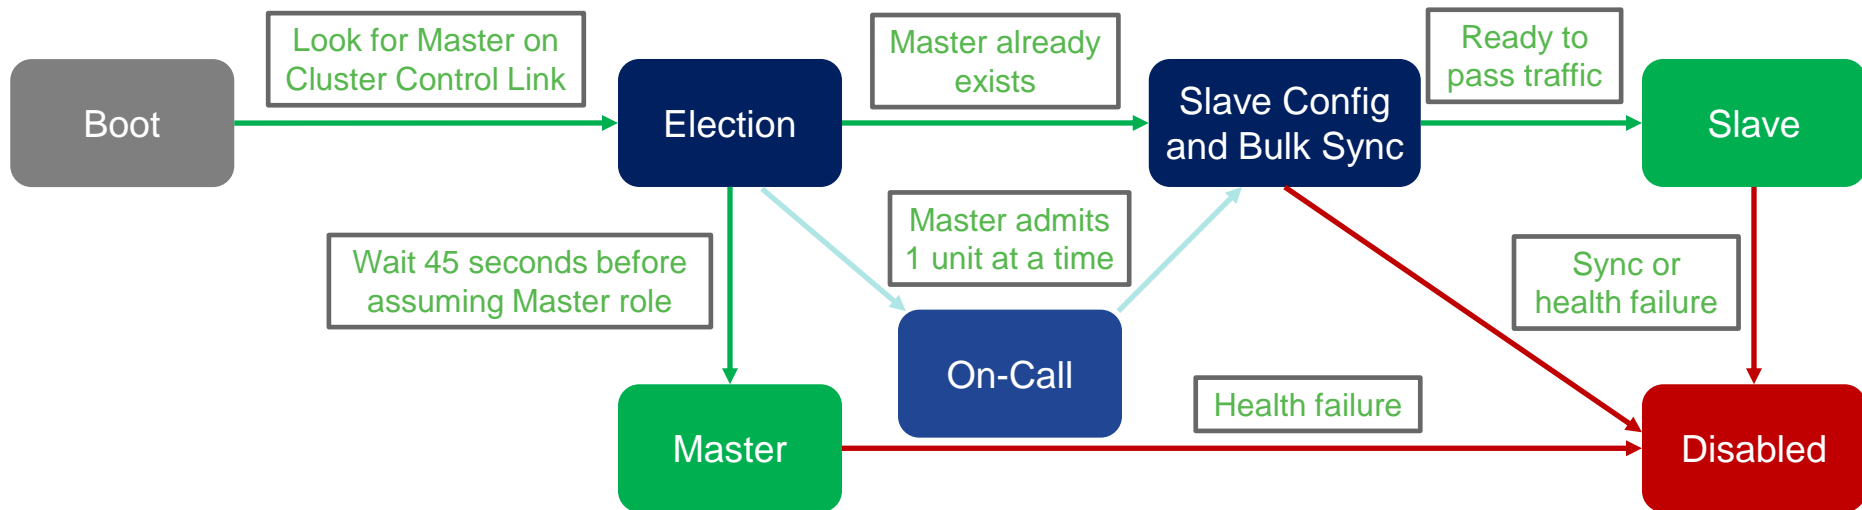 Look for Master on
Cluster Control Link
Master already
exists
Ready to
pass traffic
Boot
Election
Slave Config
and Bulk Sync
Slave
Wait 45 seconds before
assuming Master role
Master admits
1 unit at a time
Sync or
health failure
On-Call
Health failure
Master
Disabled